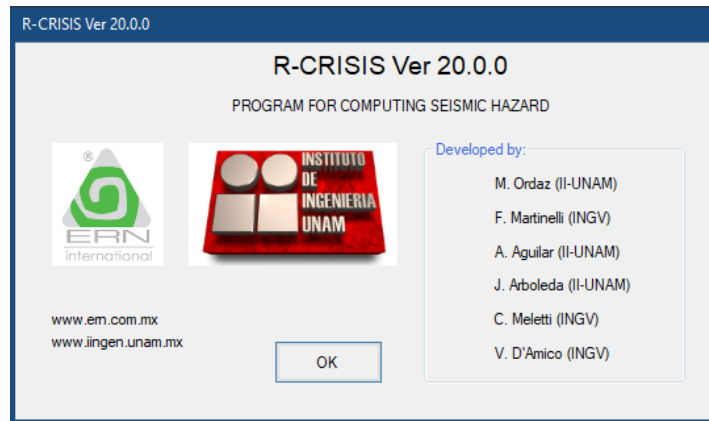 R-CRISIS Ver 20.0.0
R-CRISIS Ver 20.0.0
PROGRAM FOR COMPUTING SEISMIC HAZARD
®
ERN
international
INSTITUTO
DE
INGENIERIA
UNAM
Developed by:
M. Ordaz (II-UNAM)
F. Martinelli (INGV)
A. Aguilar (II-UNAM)
J. Arboleda (II-UNAM)
C. Meletti (INGV)
V. D'Amico (INGV)
www.ern.com.mx
www.iingen.unam.mx
OK